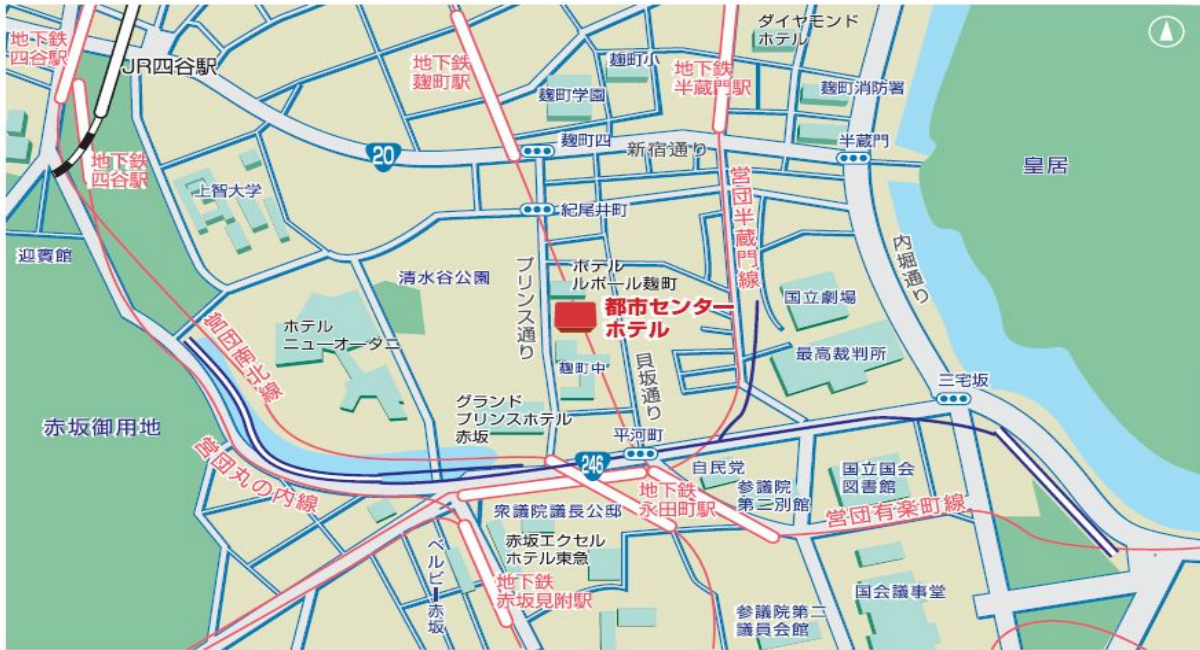 地下鉄
四谷駅
JR四谷駅
地下鉄
四谷駅
地下鉄
麹町駅
麹町小
麹町学園
地下鉄
半蔵門駅
ダイヤモンド
ホテル
麹町消防署
半蔵門
麹町四
新宿通り
20
皇居
上智大学
紀尾井町
営団半蔵門線
内堀通り
迎賓館
清水谷公園
プリンス通り
ホテル
ルポール麹町
都市センター
ホテル
国立劇場
営団南北線
ホテル
ニューオータニ
麹町中
貝坂通り
最高裁判所
三宅坂
赤坂御用地
グランド
プリンスホテル
赤坂
平河町
246
営団丸の内線
自民党
参議院
第二別館
国立国会
図書館
地下鉄
永田町駅
営団有楽町線
衆議院議長公邸
赤坂エクセル
ホテル東急
ベルビー赤坂
地下鉄
赤坂見附駅
国会議事堂
参議院第二
議員会館